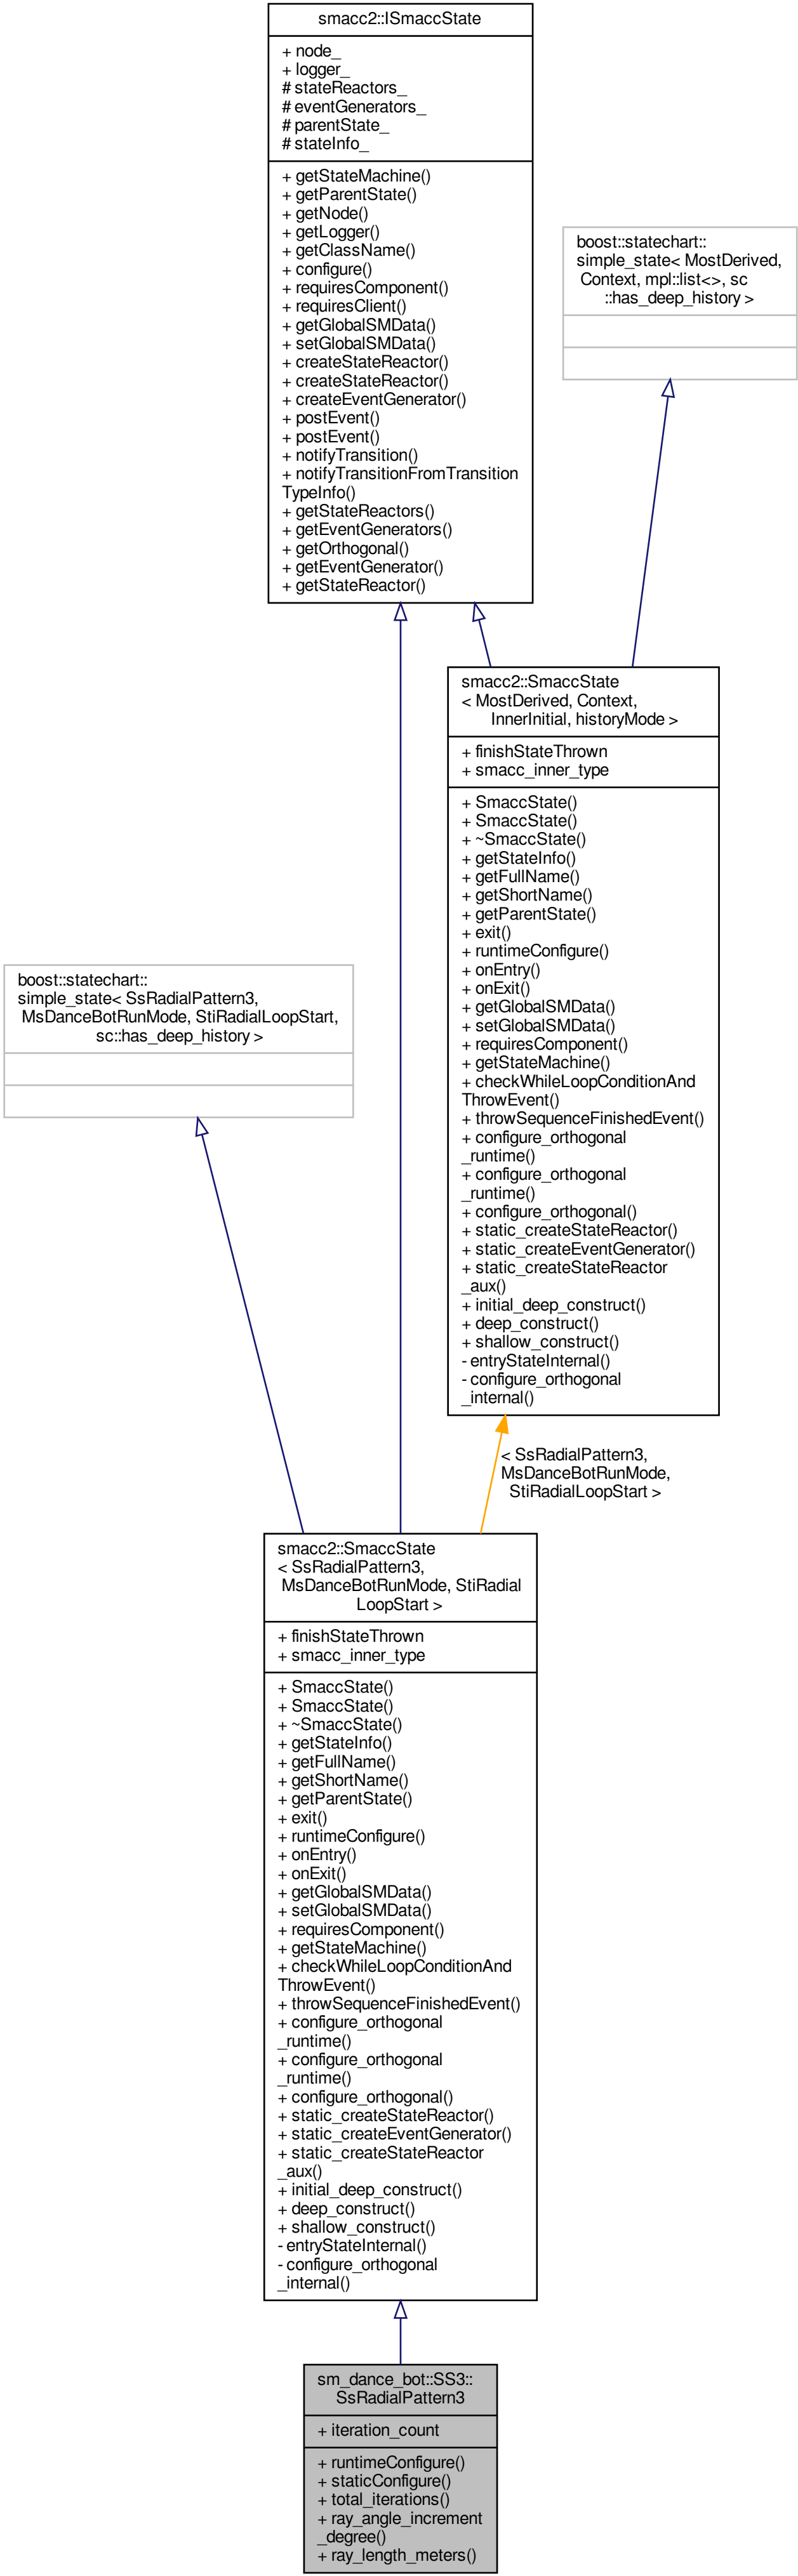 smacc2::ISmaccState
+ node_
+ logger_
# stateReactors_
# eventGenerators_
# parentState_
# stateInfo_
+ getStateMachine()
+ getParentState()
+ getNode()
+ getLogger()
+ getClassName()
+ configure()
+ requiresComponent()
+ requiresClient()
+ getGlobalSMData()
+ setGlobalSMData()
+ createStateReactor()
+ createStateReactor()
+ createEventGenerator()
+ postEvent()
+ postEvent()
+ notifyTransition()
+ notifyTransitionFromTransition
TypeInfo()
+ getStateReactors()
+ getEventGenerators()
+ getOrthogonal()
+ getEventGenerator()
+ getStateReactor()
boost::statechart::
simple_state< MostDerived,
Context, mpl::list<>, sc
::has_deep_history >
smacc2::SmaccState
< MostDerived, Context,
InnerInitial, historyMode >
+ finishStateThrown
+ smacc_inner_type
+ SmaccState()
+ SmaccState()
+ ~SmaccState()
+ getStateInfo()
+ getFullName()
+ getShortName()
+ getParentState()
+ exit()
+ runtimeConfigure()
+ onEntry()
+ onExit()
+ getGlobalSMData()
+ setGlobalSMData()
+ requiresComponent()
+ getStateMachine()
+ checkWhileLoopConditionAnd
ThrowEvent()
+ throwSequenceFinishedEvent()
+ configure_orthogonal
_runtime()
+ configure_orthogonal
_runtime()
+ configure_orthogonal()
+ static_createStateReactor()
+ static_createEventGenerator()
+ static_createStateReactor
_aux()
+ initial_deep_construct()
+ deep_construct()
+ shallow_construct()
- entryStateInternal()
- configure_orthogonal
_internal()
boost::statechart::
simple_state< SsRadialPattern3,
MsDanceBotRunMode, StiRadialLoopStart,
sc::has_deep_history >
< SsRadialPattern3,
MsDanceBotRunMode,
StiRadialLoopStart >
smacc2::SmaccState
< SsRadialPattern3,
MsDanceBotRunMode, StiRadial
LoopStart >
+ finishStateThrown
+ smacc_inner_type
+ SmaccState()
+ SmaccState()
+ ~SmaccState()
+ getStateInfo()
+ getFullName()
+ getShortName()
+ getParentState()
+ exit()
+ runtimeConfigure()
+ onEntry()
+ onExit()
+ getGlobalSMData()
+ setGlobalSMData()
+ requiresComponent()
+ getStateMachine()
+ checkWhileLoopConditionAnd
ThrowEvent()
+ throwSequenceFinishedEvent()
+ configure_orthogonal
_runtime()
+ configure_orthogonal
_runtime()
+ configure_orthogonal()
+ static_createStateReactor()
+ static_createEventGenerator()
+ static_createStateReactor
_aux()
+ initial_deep_construct()
+ deep_construct()
+ shallow_construct()
- entryStateInternal()
- configure_orthogonal
_internal()
sm_dance_bot::SS3::
SsRadialPattern3
+ iteration_count
+ runtimeConfigure()
+ staticConfigure()
+ total_iterations()
+ ray_angle_increment
_degree()
+ ray_length_meters()